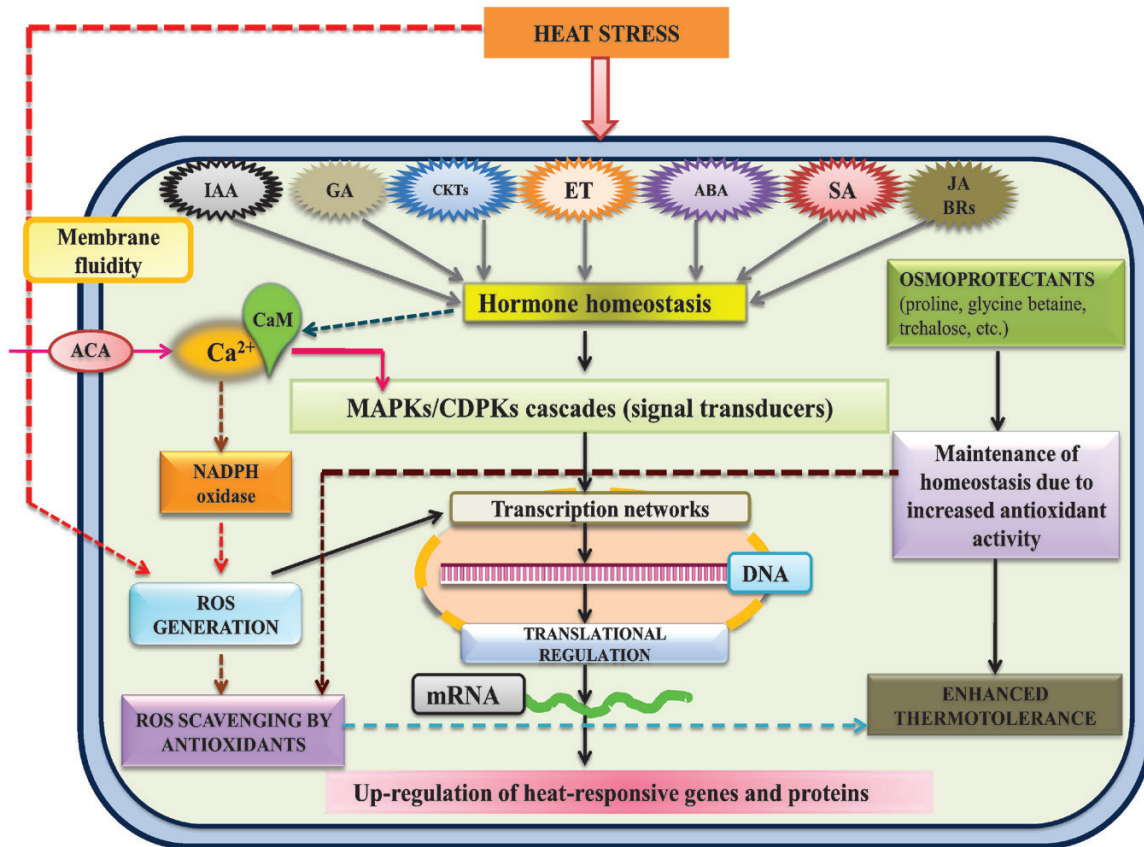 HEAT STRESS
IAA
GA
CKTs
ET
ABA
SA
JA
BRs
Membrane
fluidity
Hormone homeostasis
OSMOPROTECTANTS
(proline, glycine betaine,
trehalose, etc.)
CaM
ACA
Ca²⁺
MAPKs/CDPKs cascades (signal transducers)
NADPH
oxidase
Maintenance of
homeostasis due to
increased antioxidant
activity
Transcription networks
DNA
ROS
GENERATION
TRANSLATIONAL
REGULATION
mRNA
ROS SCAVENGING BY
ANTIOXIDANTS
ENHANCED
THERMOTOLERANCE
Up-regulation of heat-responsive genes and proteins